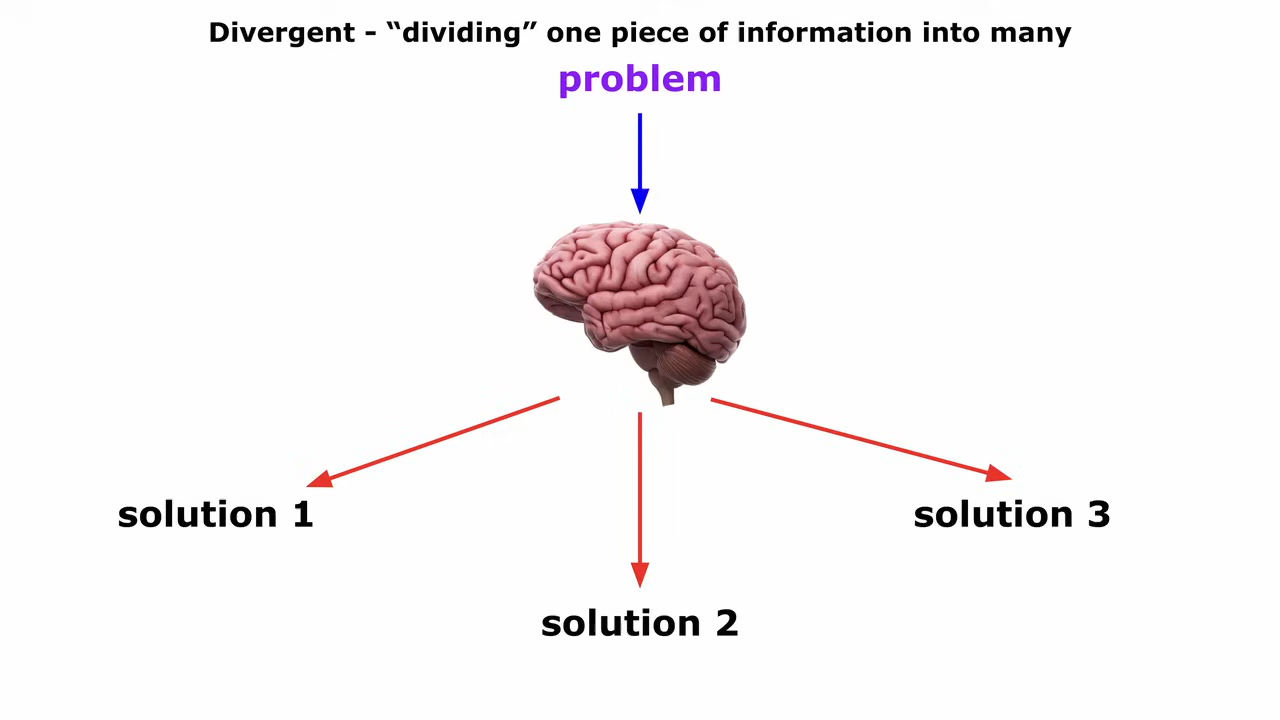 Divergent - “dividing” one piece of information into many
problem
solution 1
solution 3
solution 2